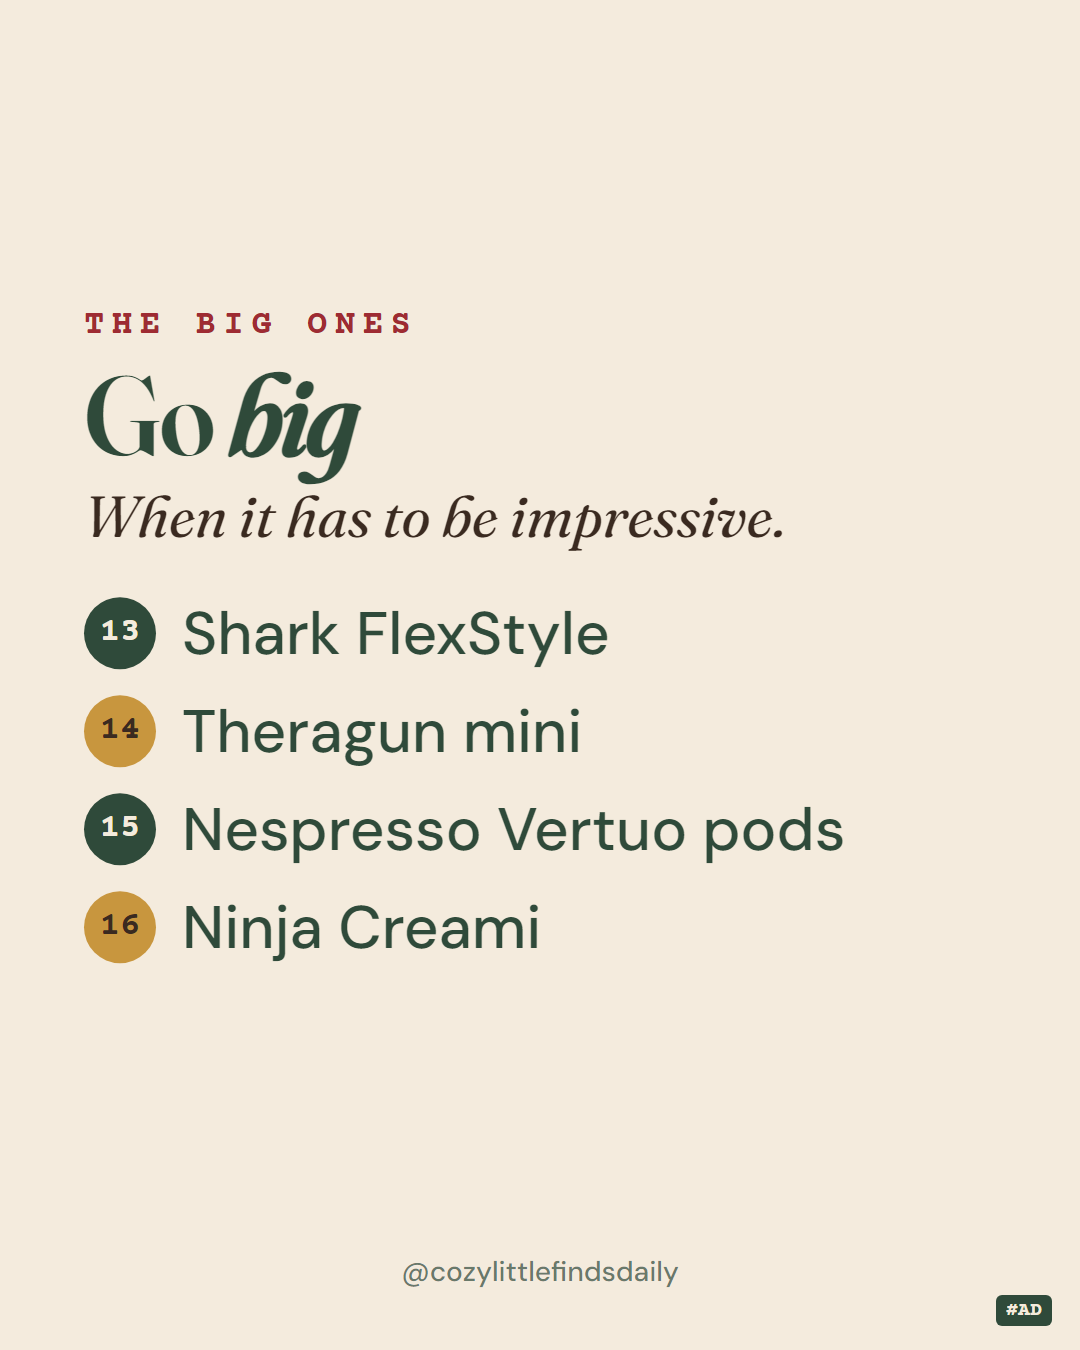 THE BIG ONES
Go big
When it has to be impressive.
13 Shark FlexStyle
14 Theragun mini
15 Nespresso Vertuo pods
16 Ninja Creami
@cozylittlefindsdaily
#AD